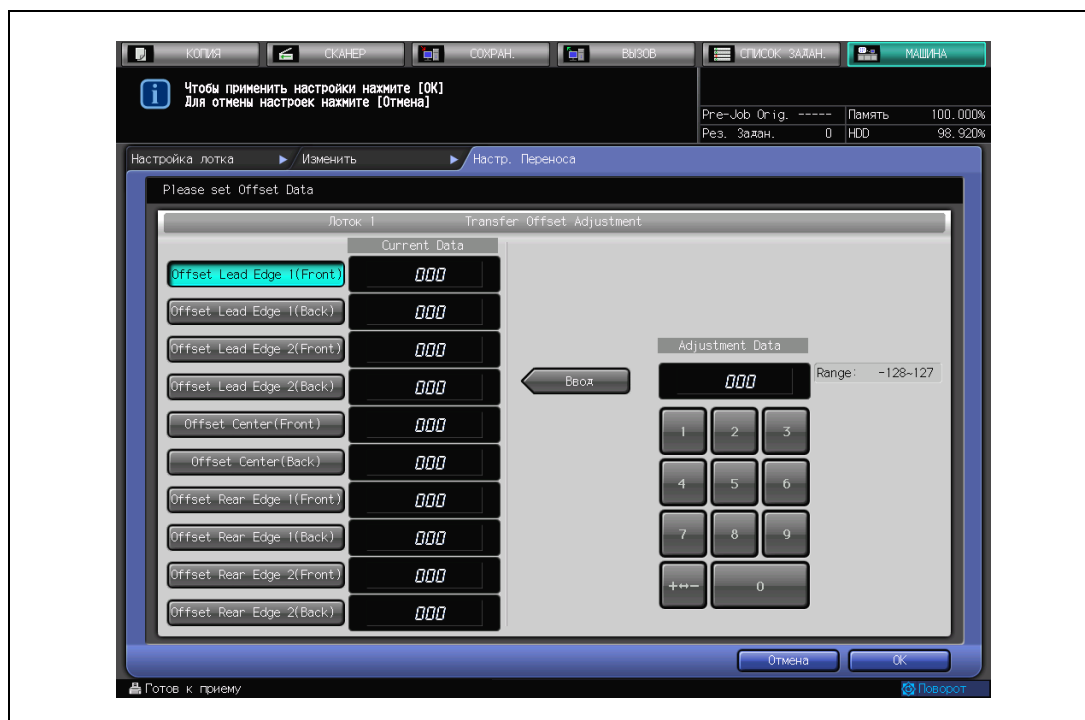 КОПИЯ СКАНЕР СОХРАН. ВЫЗОВ СПИСОК ЗАДАН. МАШИНА
Чтобы применить настройки нажмите [OK]
Для отмены настроек нажмите [Отмена]
Pre-Job Orig. ----- Память 100.000%
Рез. Задан. 0 HDD 98.920%
Настройка лотка Изменить Настр. Переноса
Please set Offset Data
Лоток 1 Transfer Offset Adjustment
Current Data
Offset Lead Edge 1(Front) 000
Offset Lead Edge 1(Back) 000
Offset Lead Edge 2(Front) 000
Offset Lead Edge 2(Back) 000
Offset Center(Front) 000
Offset Center(Back) 000
Offset Rear Edge 1(Front) 000
Offset Rear Edge 1(Back) 000
Offset Rear Edge 2(Front) 000
Offset Rear Edge 2(Back) 000
Ввод
Adjustment Data
000 Range: -128~127
1 2 3
4 5 6
7 8 9
+↔- 0
Отмена OK
Готов к приему Поворот